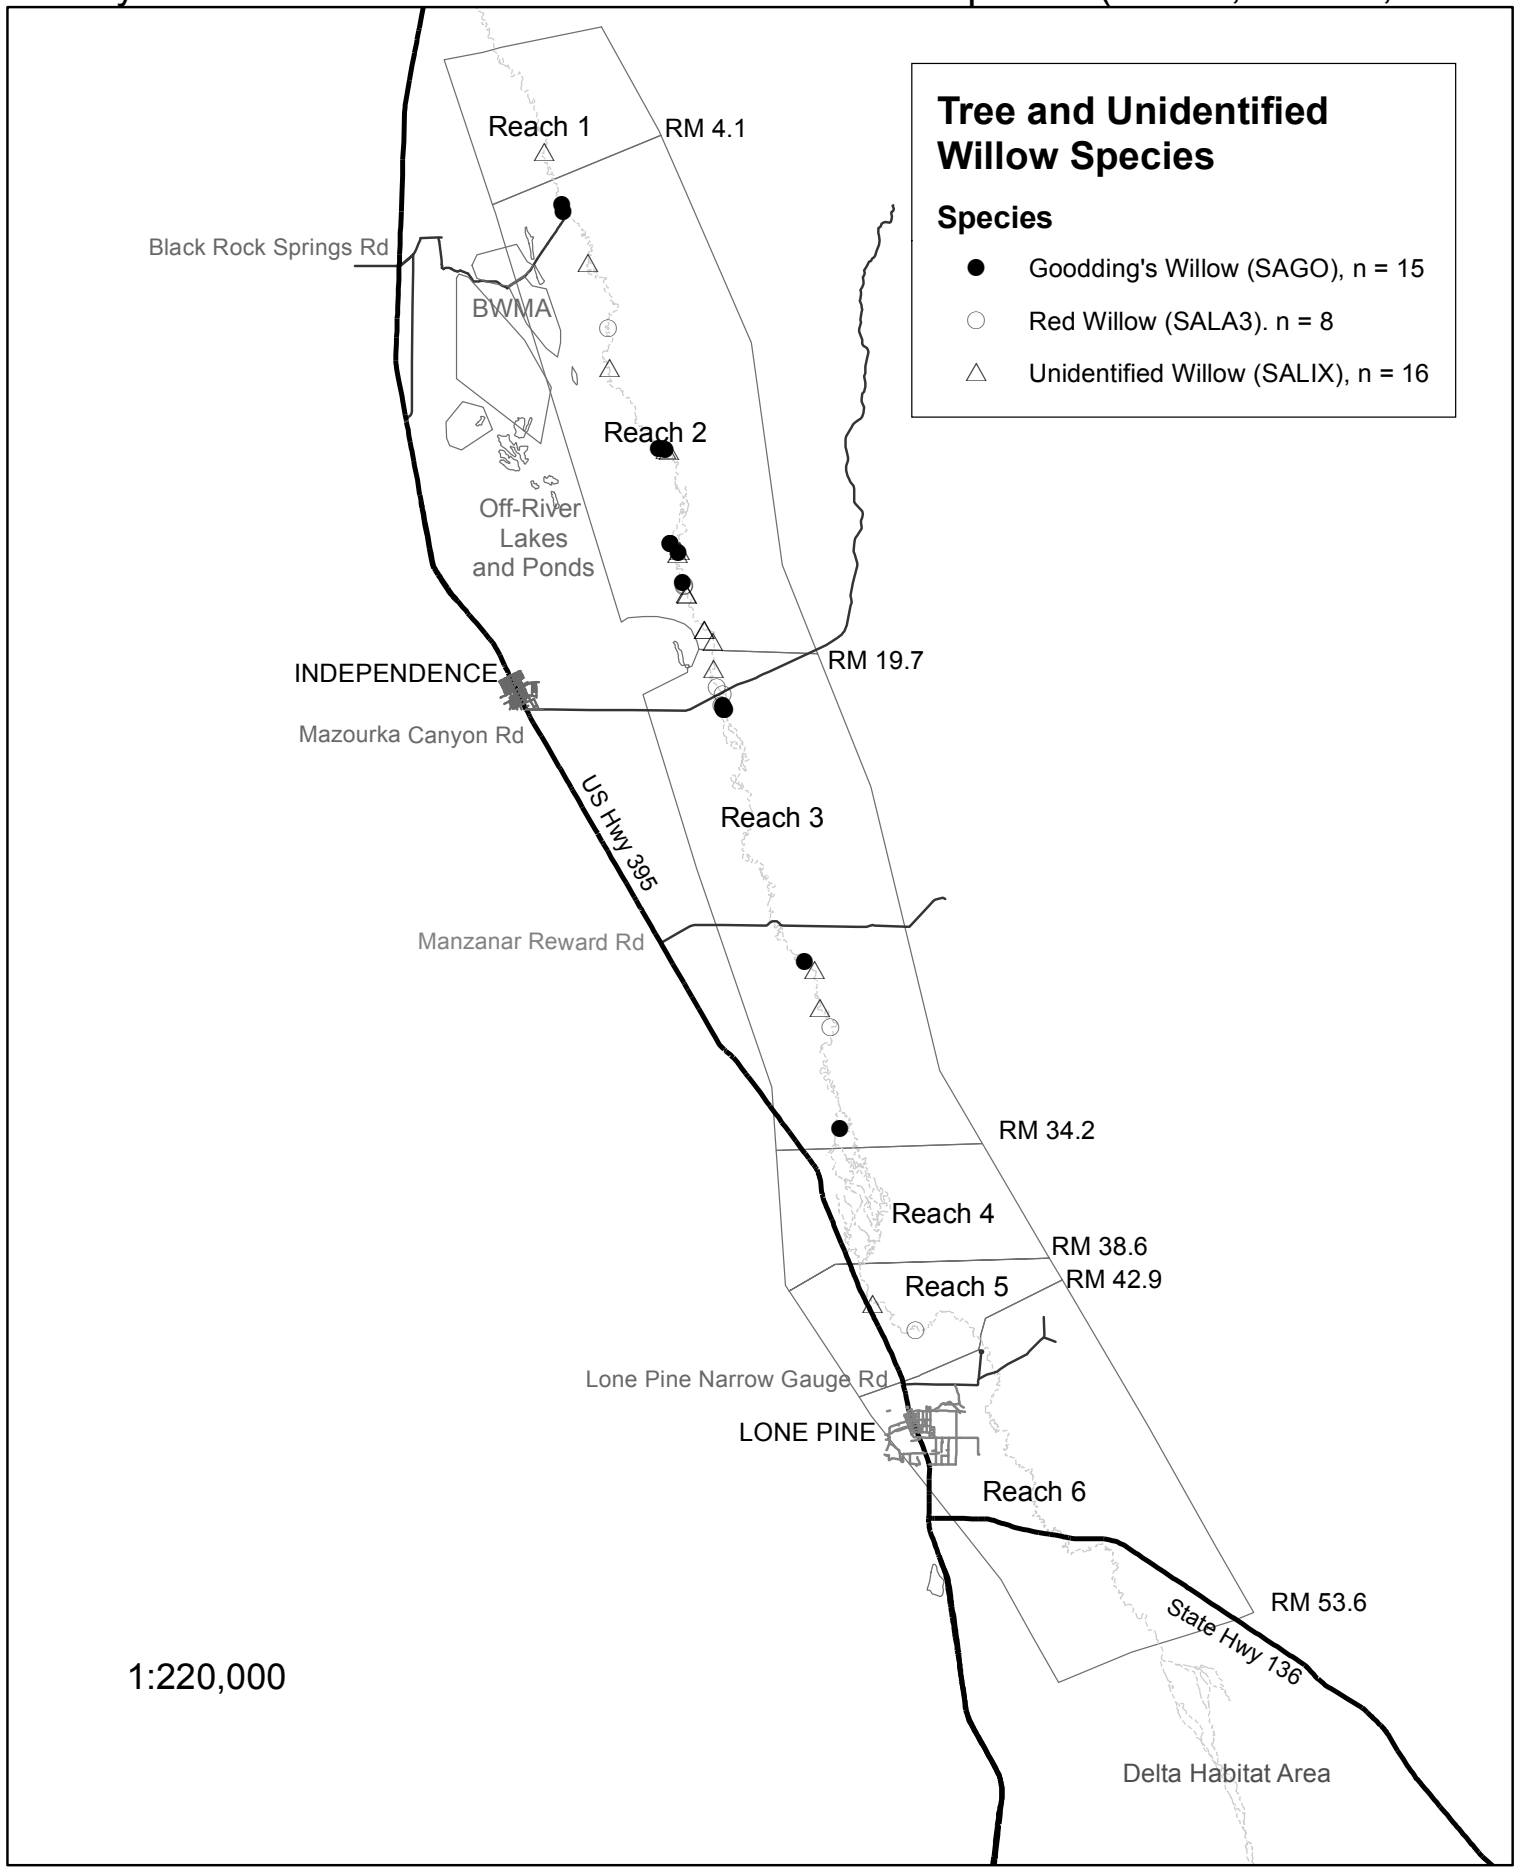 Tree and Unidentified
Willow Species
Species
Goodding's Willow (SAGO), n = 15
Red Willow (SALA3). n = 8
Unidentified Willow (SALIX), n = 16
Reach 1
RM 4.1
Black Rock Springs Rd
BWMA
Reach 2
Off-River
Lakes
and Ponds
RM 19.7
INDEPENDENCE
Mazourka Canyon Rd
US Hwy 395
Reach 3
Manzanar Reward Rd
RM 34.2
Reach 4
RM 38.6
RM 42.9
Reach 5
Lone Pine Narrow Gauge Rd
LONE PINE
Reach 6
RM 53.6
State Hwy 136
1:220,000
Delta Habitat Area